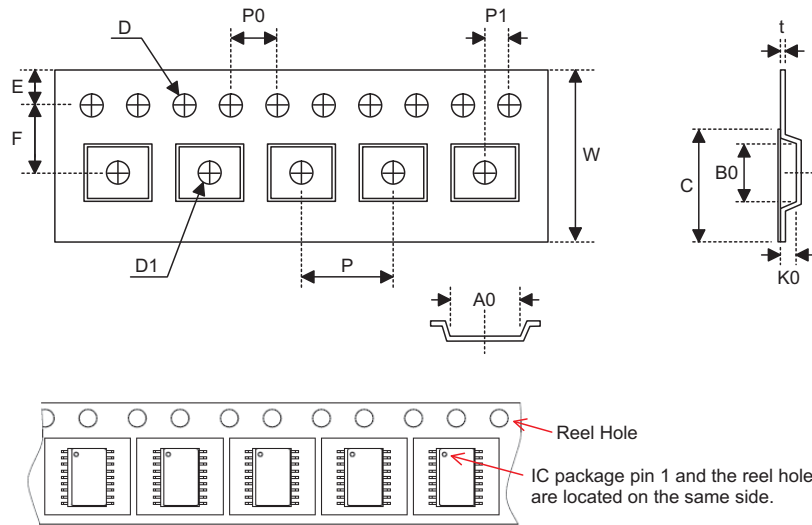 D
P0
P1
t
E
F
W
C
B0
D1
P
K0
A0
Reel Hole
IC package pin 1 and the reel hole
are located on the same side.